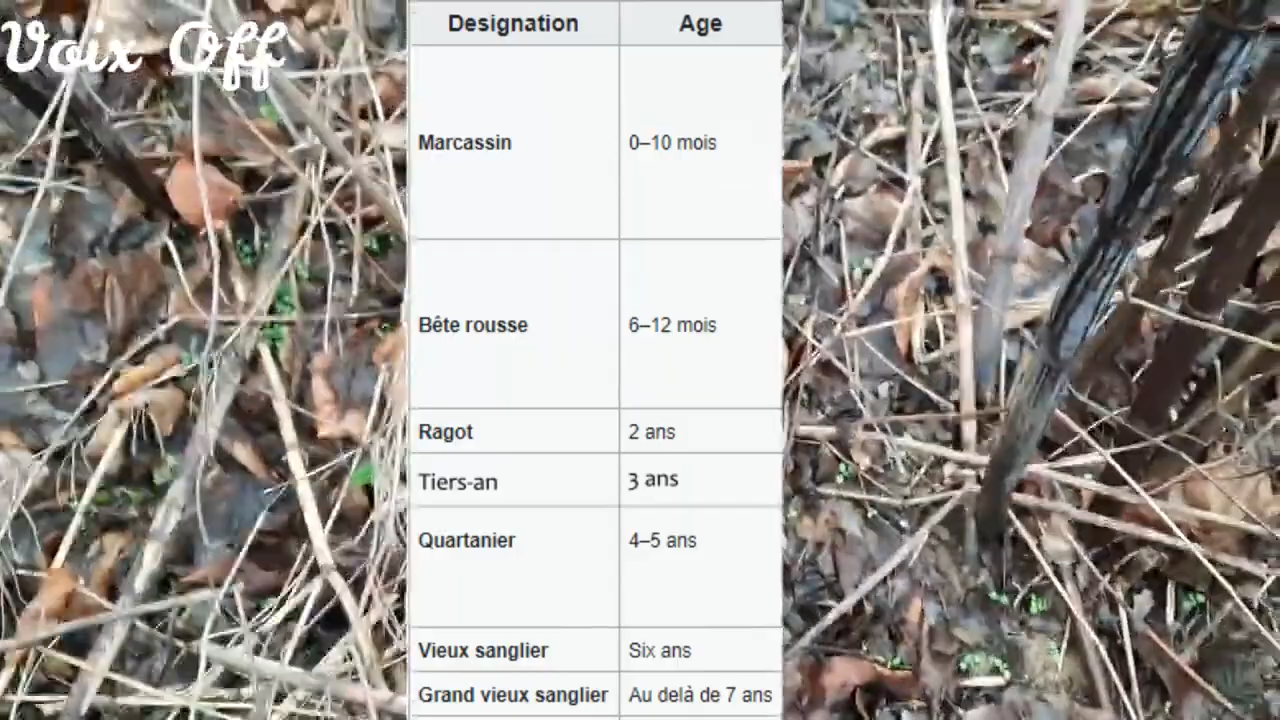 Voix Off
Designation Age
Marcassin 0–10 mois
Bête rousse 6–12 mois
Ragot 2 ans
Tiers-an 3 ans
Quartanier 4–5 ans
Vieux sanglier Six ans
Grand vieux sanglier Au delà de 7 ans